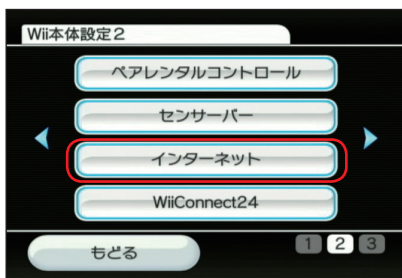 Wii本体設定2
ペアレンタルコントロール
センサーバー
インターネット
WiiConnect24
もどる
1 2 3